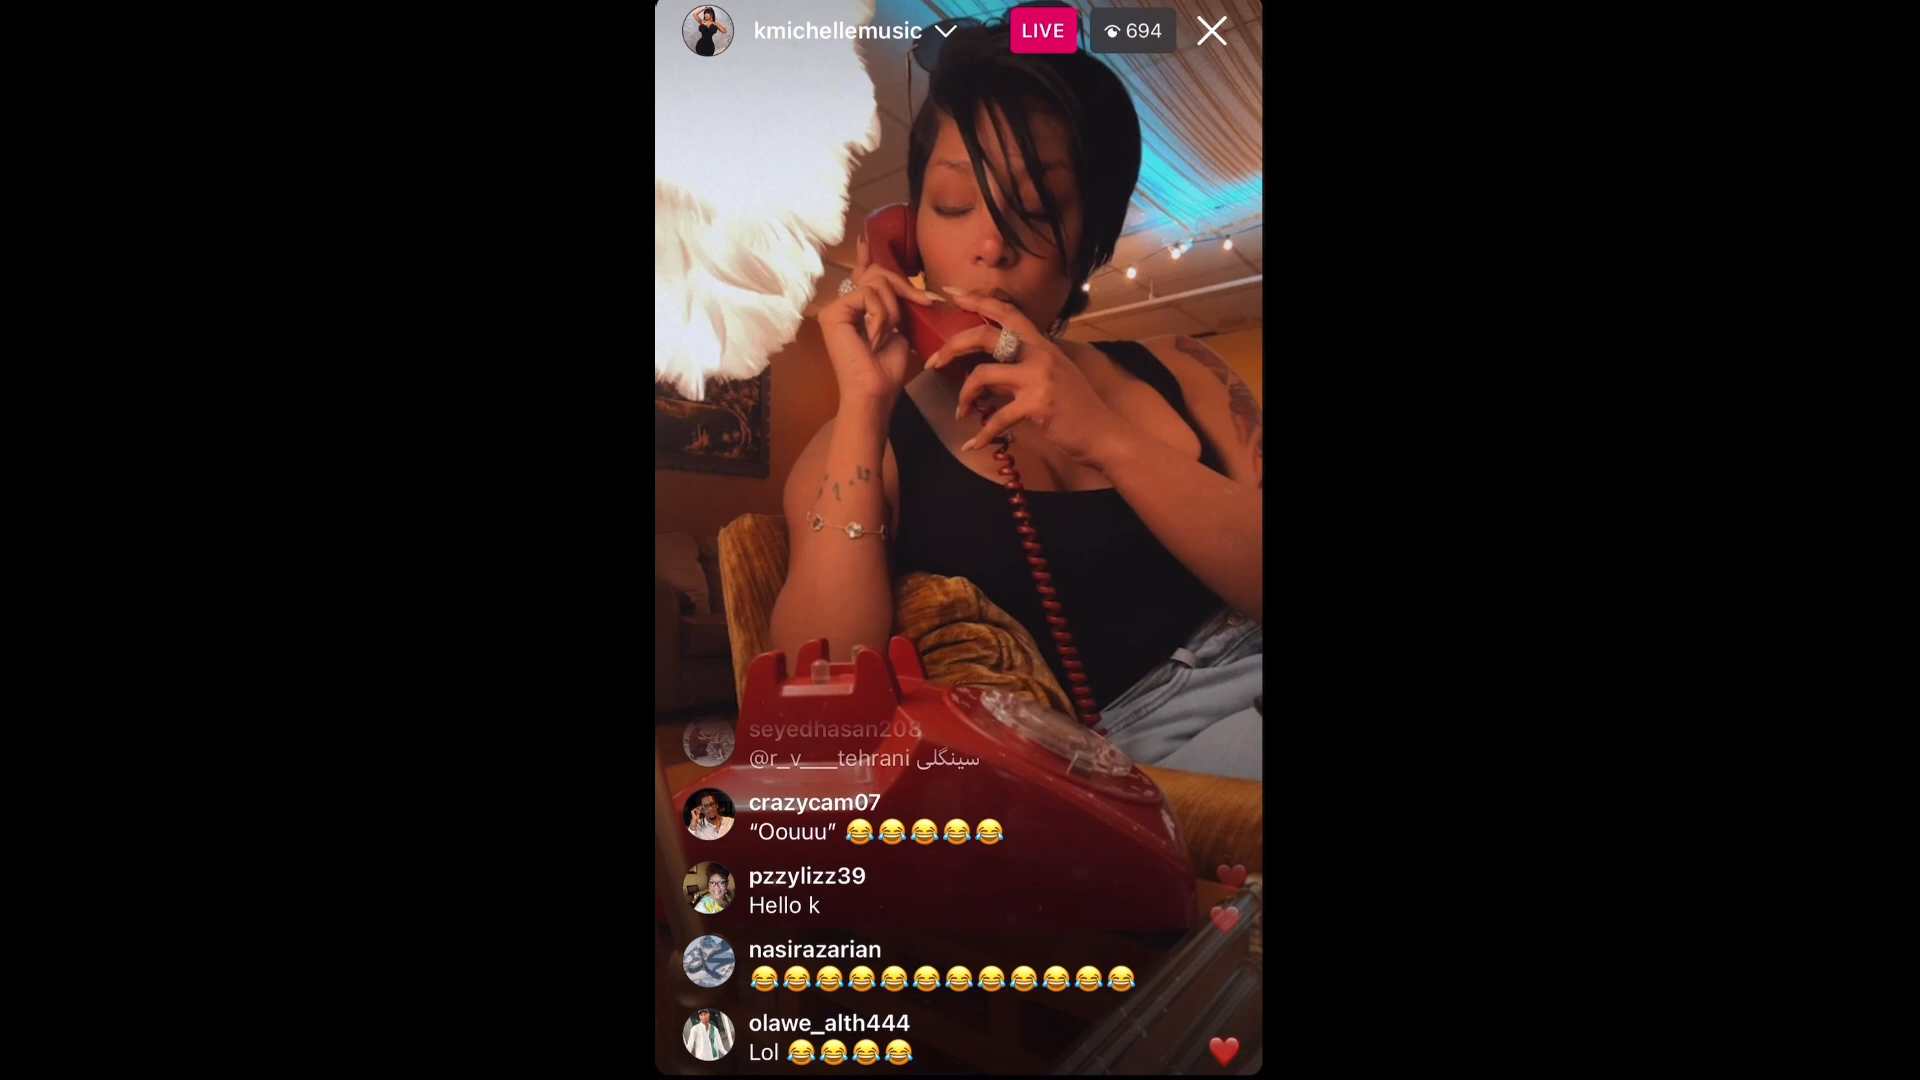 kmichellemusic LIVE 694
seyedhasan208
@r_v___tehrani سینگلی
crazycam07
“Oouuu” 😂😂😂😂😂
pzzylizz39
Hello k
nasirazarian
😂😂😂😂😂😂😂😂😂😂😂😂
olawe_alth444
Lol 😂😂😂😂